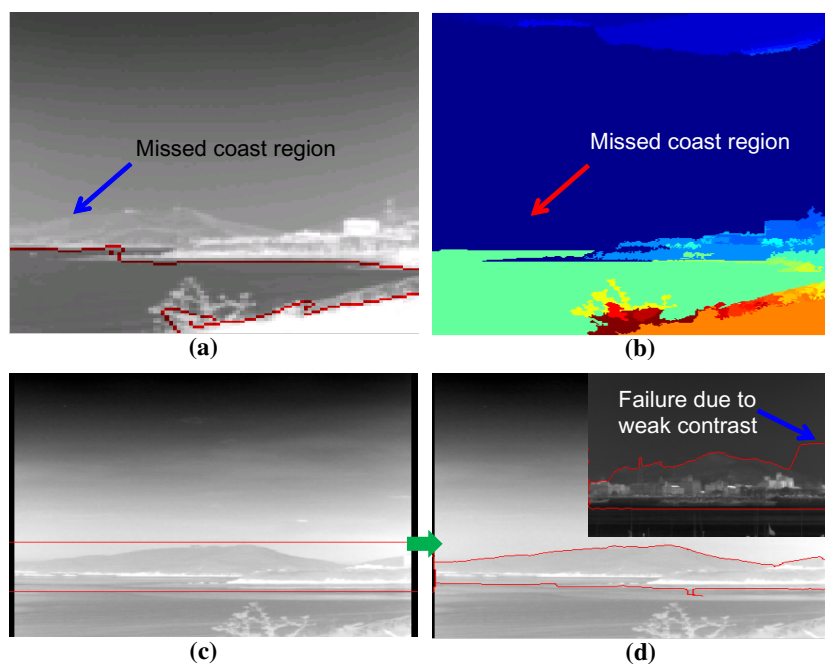 Missed coast region
Missed coast region
(a)
(b)
Failure due to
weak contrast
(c)
(d)